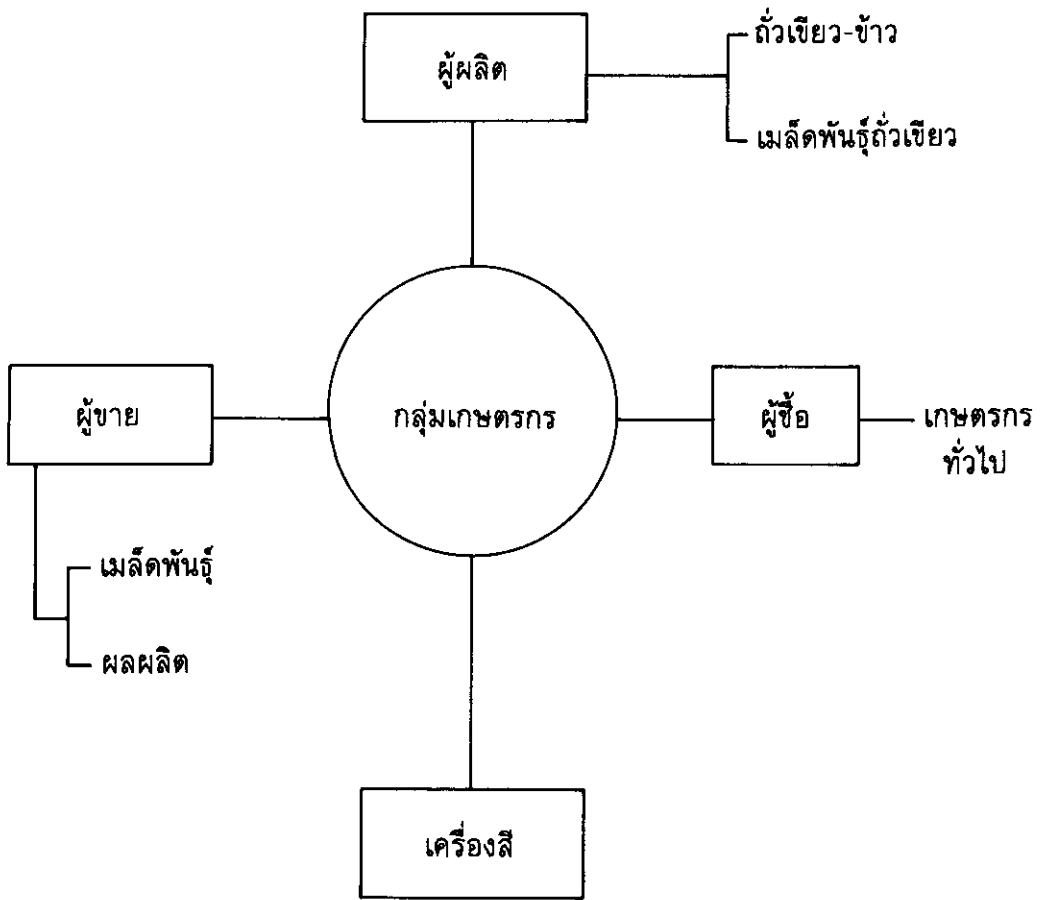 ถั่วเขียว-ข้าว
ผู้ผลิต
เมล็ดพันธุ์ถั่วเขียว
ผู้ขาย
กลุ่มเกษตรกร
ผู้ซื้อ
เกษตรกร
ทั่วไป
เมล็ดพันธุ์
ผลผลิต
เครื่องสี